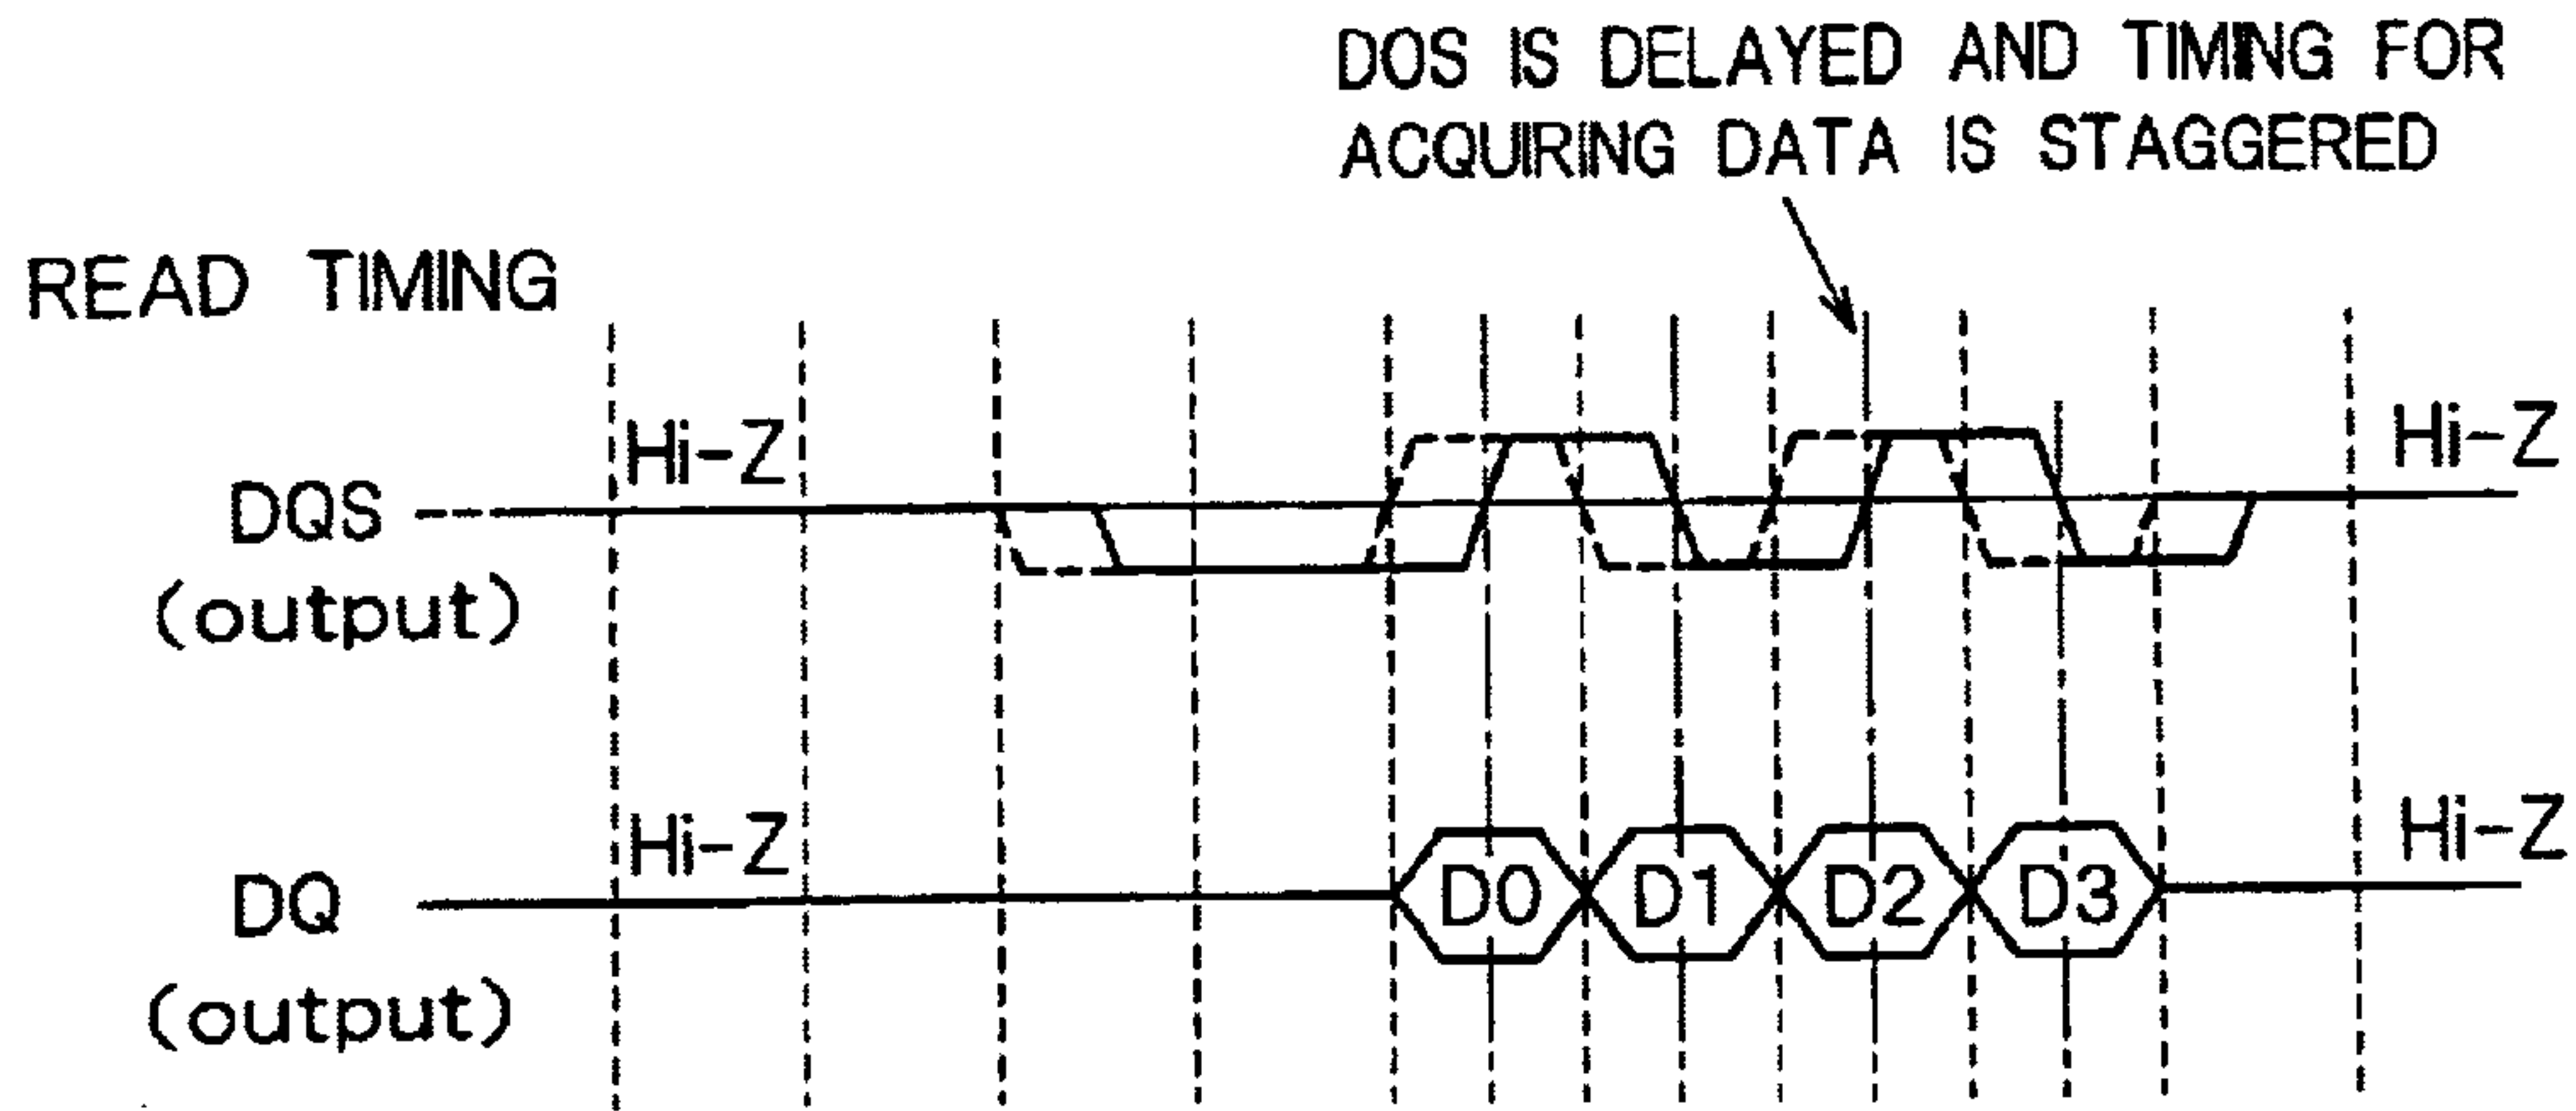 DOS IS DELAYED AND TIMING FOR
ACQUIRING DATA IS STAGGERED
READ TIMING
Hi-Z
Hi-Z
DQS
(output)
Hi-Z
Hi-Z
DQ
D0 D1 D2 D3
(output)